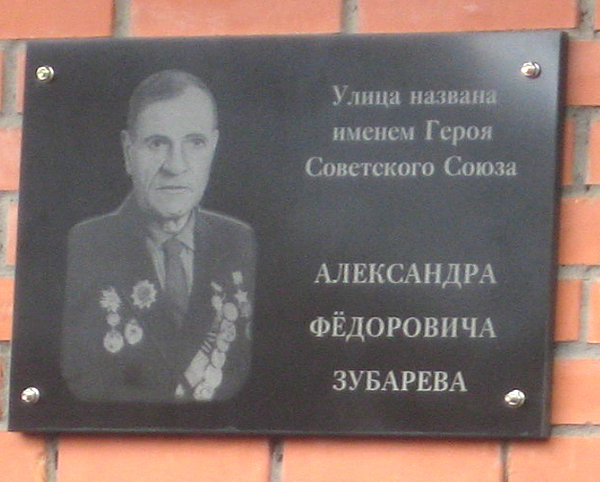 Улица названа
именем Героя
Советского Союза
АЛЕКСАНДРА
ФЁДОРОВИЧА
ЗУБАРЕВА